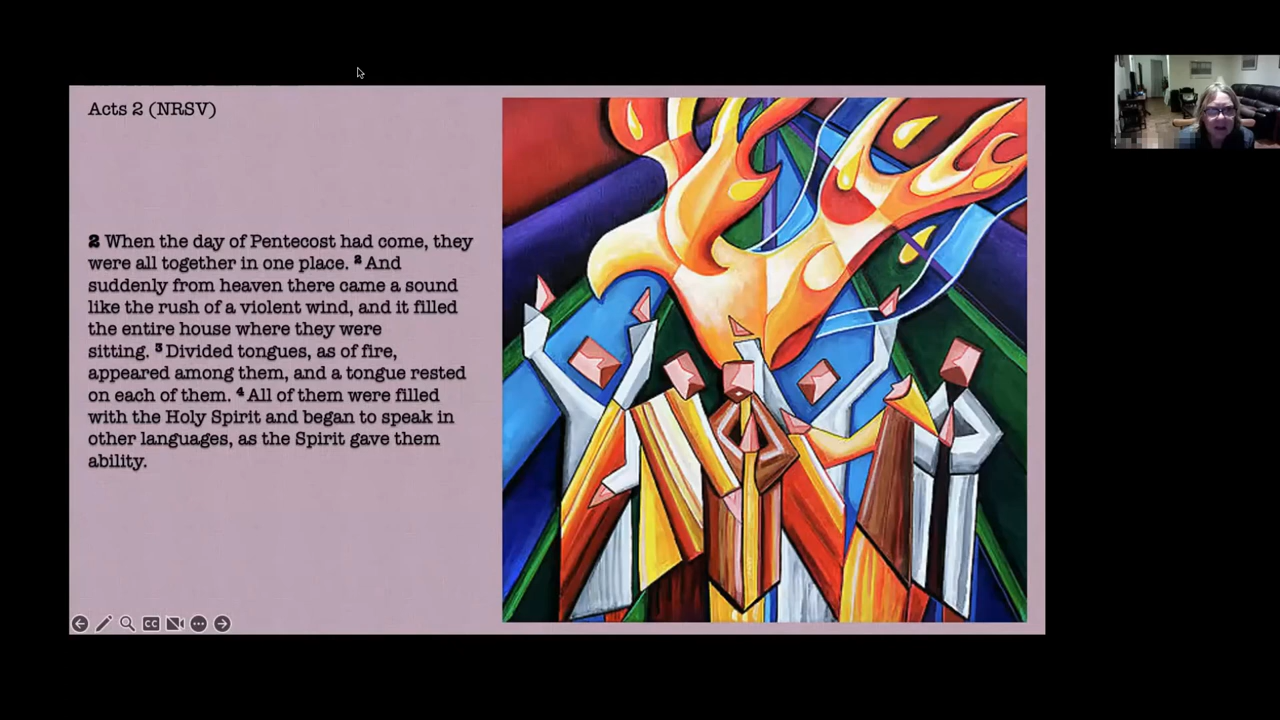 Acts 2 (NRSV)
2 When the day of Pentecost had come, they
were all together in one place. 2 And
suddenly from heaven there came a sound
like the rush of a violent wind, and it filled
the entire house where they were
sitting. 3 Divided tongues, as of fire,
appeared among them, and a tongue rested
on each of them. 4 All of them were filled
with the Holy Spirit and began to speak in
other languages, as the Spirit gave them
ability.
CC